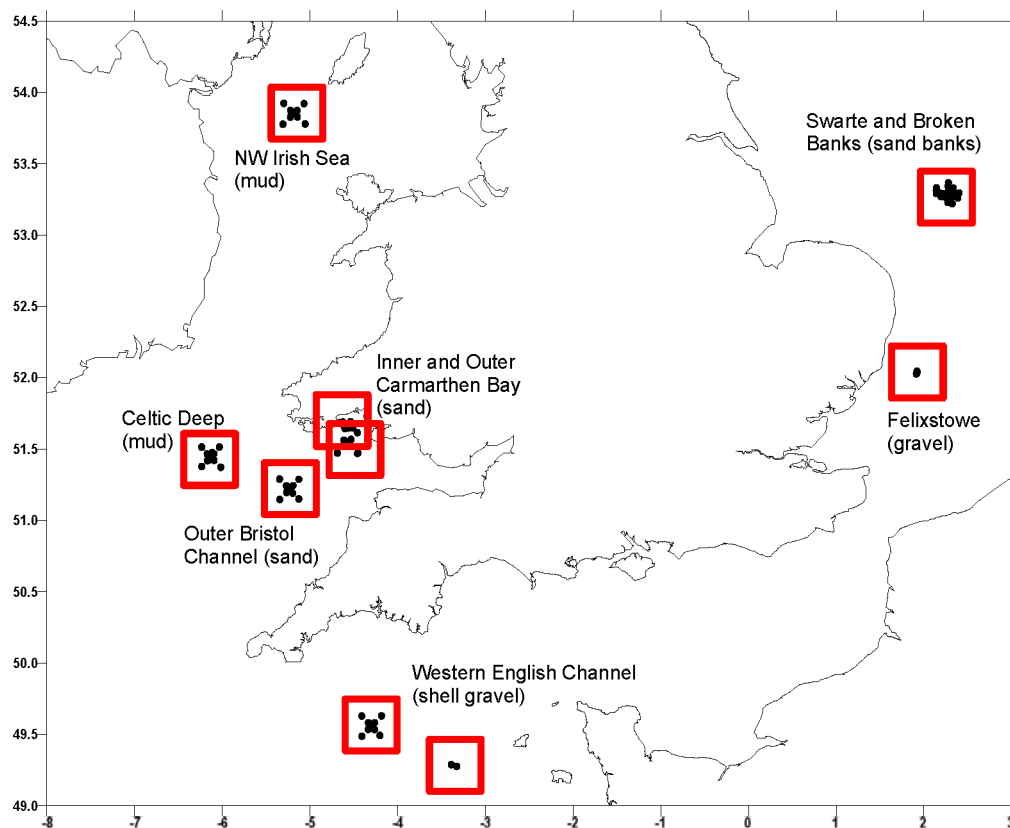 54.5
54.0
53.5
53.0
52.5
52.0
51.5
51.0
50.5
50.0
49.5
49.0
NW Irish Sea
(mud)
Swarte and Broken
Banks (sand banks)
Inner and Outer
Carmarthen Bay
(sand)
Celtic Deep
(mud)
Felixstowe
(gravel)
Outer Bristol
Channel (sand)
Western English Channel
(shell gravel)
-8 -7 -6 -5 -4 -3 -2 -1 0 1 2 3